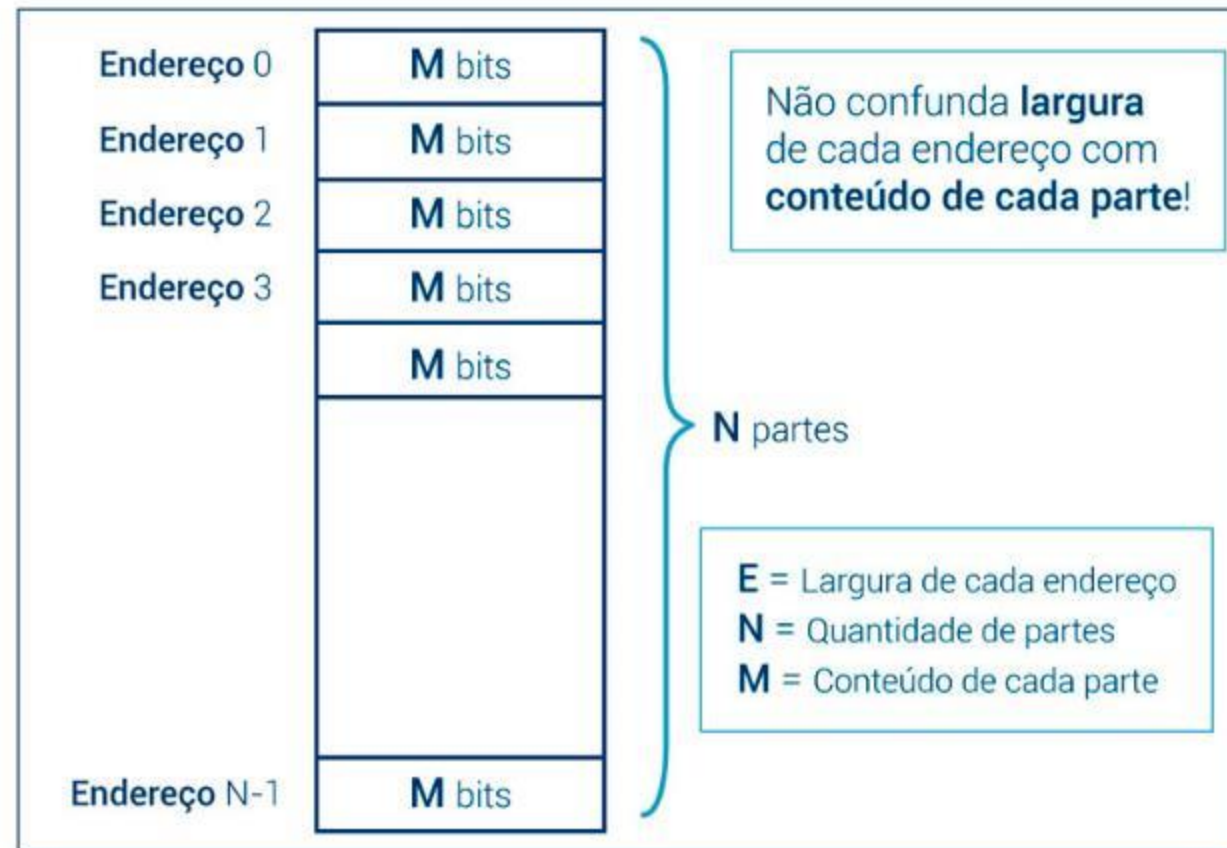 Endereço 0
M bits
Endereço 1
M bits
Endereço 2
M bits
Endereço 3
M bits
M bits
Endereço N-1
M bits
N partes
Não confunda largura
de cada endereço com
conteúdo de cada parte!
E = Largura de cada endereço
N = Quantidade de partes
M = Conteúdo de cada parte